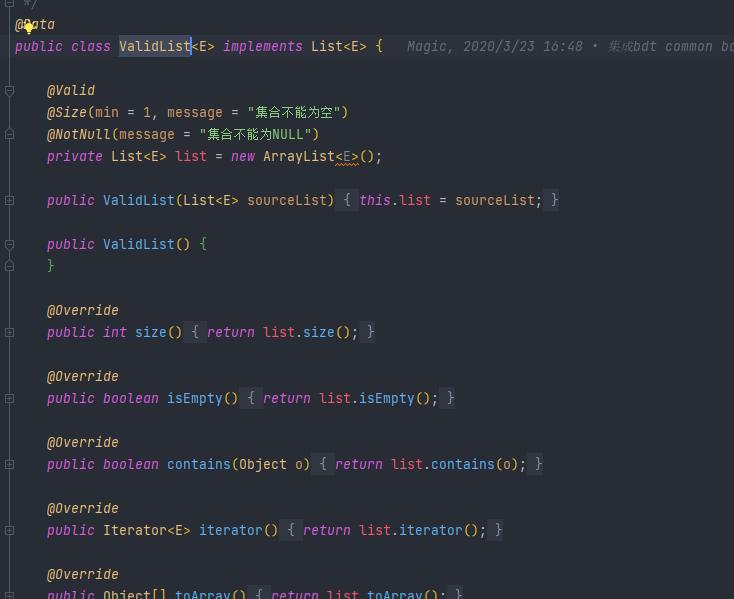 */
@Data
public class ValidList<E> implements List<E> {   Magic, 2020/3/23 16:48 · 集成bdt common
@Valid
@Size(min = 1, message = "集合不能为空")
@NotNull(message = "集合不能为NULL")
private List<E> list = new ArrayList<E>();
public ValidList(List<E> sourceList) { this.list = sourceList; }
public ValidList() {
}
@Override
public int size() { return list.size(); }
@Override
public boolean isEmpty() { return list.isEmpty(); }
@Override
public boolean contains(Object o) { return list.contains(o); }
@Override
public Iterator<E> iterator() { return list.iterator(); }
@Override
public Object[] toArray() { return list.toArray(); }